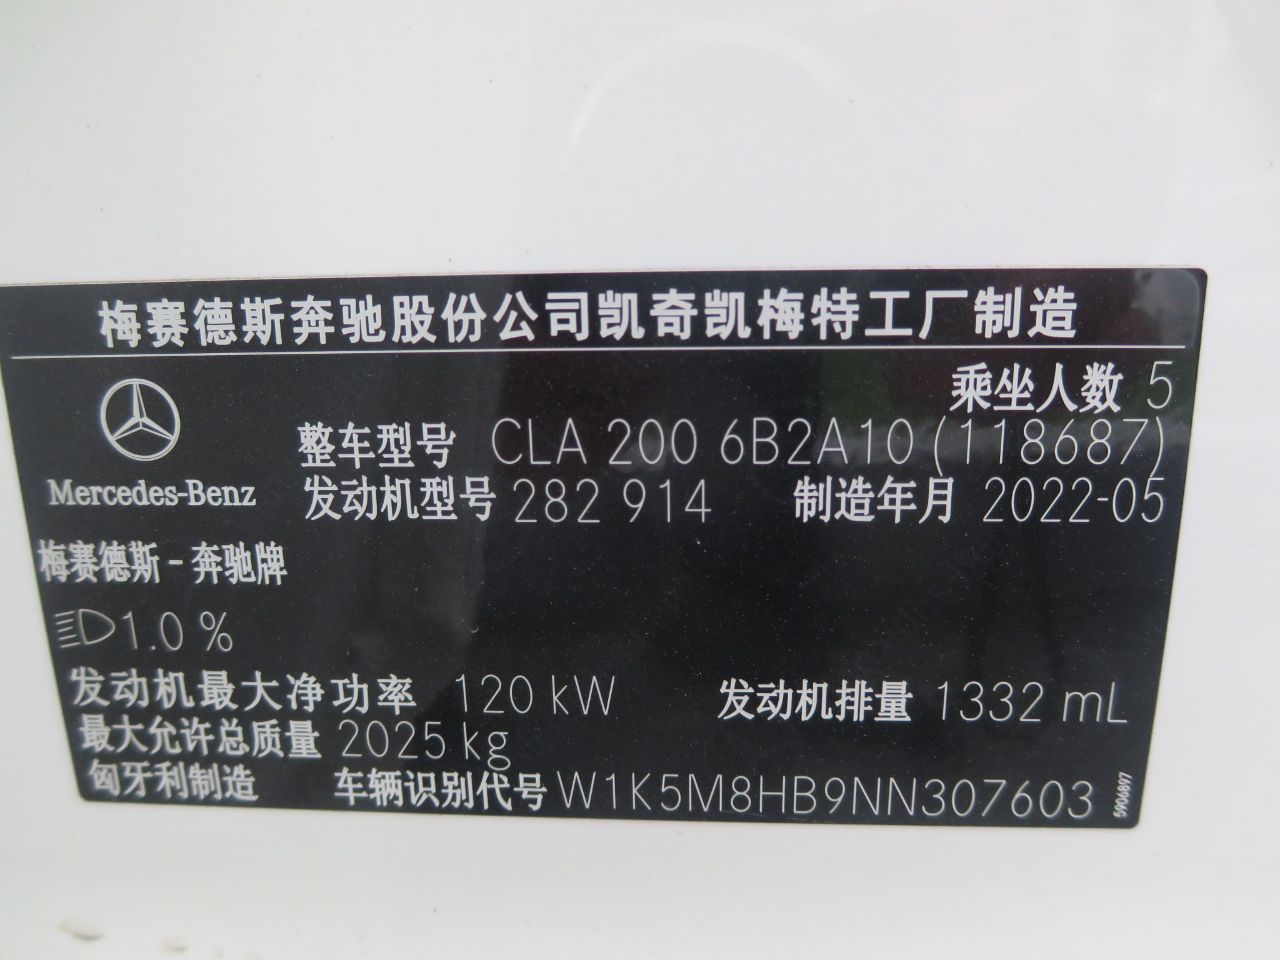 梅赛德斯奔驰股份公司凯奇凯梅特工厂制造
乘坐人数 5
整车型号 CLA 200 6B2A10 (118687)
Mercedes-Benz
发动机型号 282 914 制造年月 2022-05
梅赛德斯-奔驰牌
1.0 %
发动机最大净功率 120 kW 发动机排量 1332 mL
最大允许总质量 2025 kg
匈牙利制造 车辆识别代号 W1K5M8HB9NN307603
5906897